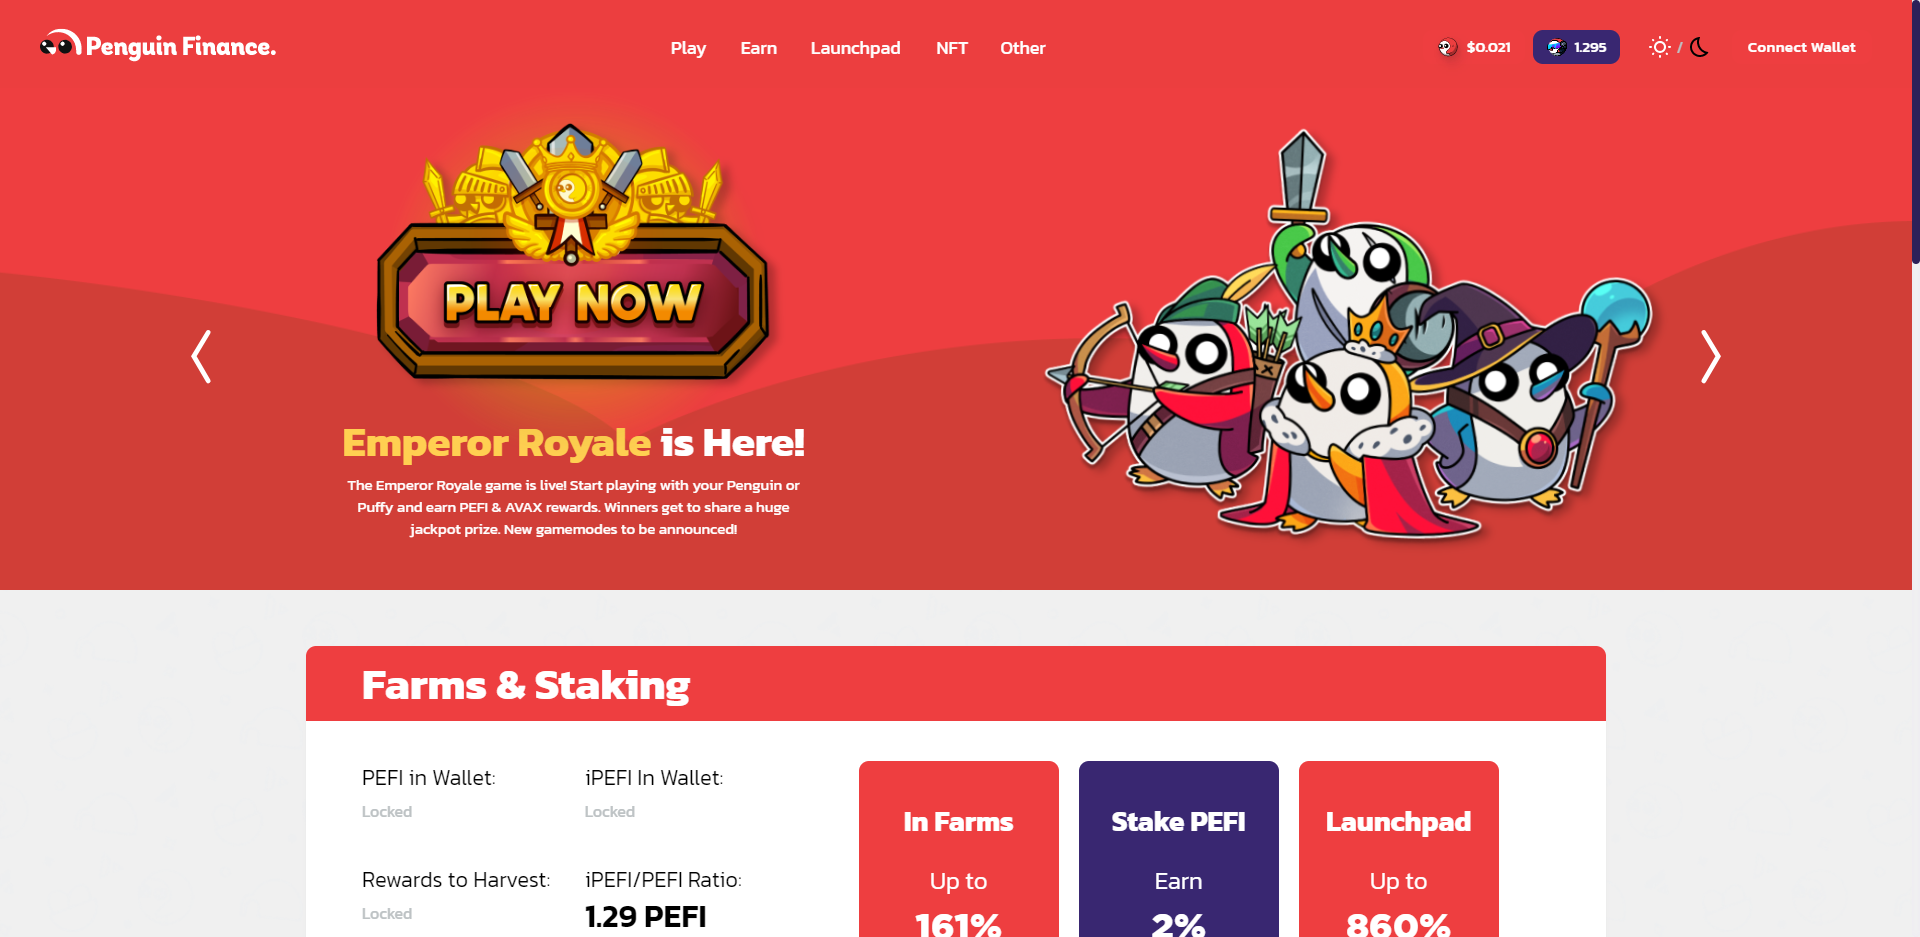 Penguin Finance.
Play
Earn
Launchpad
NFT
Other
$0.021
1.295
/
Connect Wallet
PLAY NOW
Emperor Royale is Here!
The Emperor Royale game is live! Start playing with your Penguin or
Puffy and earn PEFI & AVAX rewards. Winners get to share a huge
jackpot prize. New gamemodes to be announced!
Farms & Staking
PEFI in Wallet:
Locked
iPEFI In Wallet:
Locked
Rewards to Harvest:
Locked
iPEFI/PEFI Ratio:
1.29 PEFI
In Farms
Up to
161%
Stake PEFI
Earn
2%
Launchpad
Up to
860%